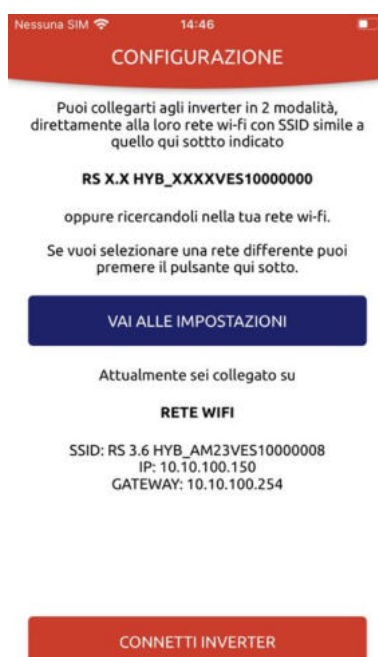 Nessuna SIM 14:46
CONFIGURAZIONE
Puoi collegarti agli inverter in 2 modalità,
direttamente alla loro rete wi-fi con SSID simile a
quello qui sottto indicato
RS X.X HYB_XXXXVES10000000
oppure ricercandoli nella tua rete wi-fi.
Se vuoi selezionare una rete differente puoi
premere il pulsante qui sotto.
VAI ALLE IMPOSTAZIONI
Attualmente sei collegato su
RETE WIFI
SSID: RS 3.6 HYB_AM23VES10000008
IP: 10.10.100.150
GATEWAY: 10.10.100.254
CONNETTI INVERTER